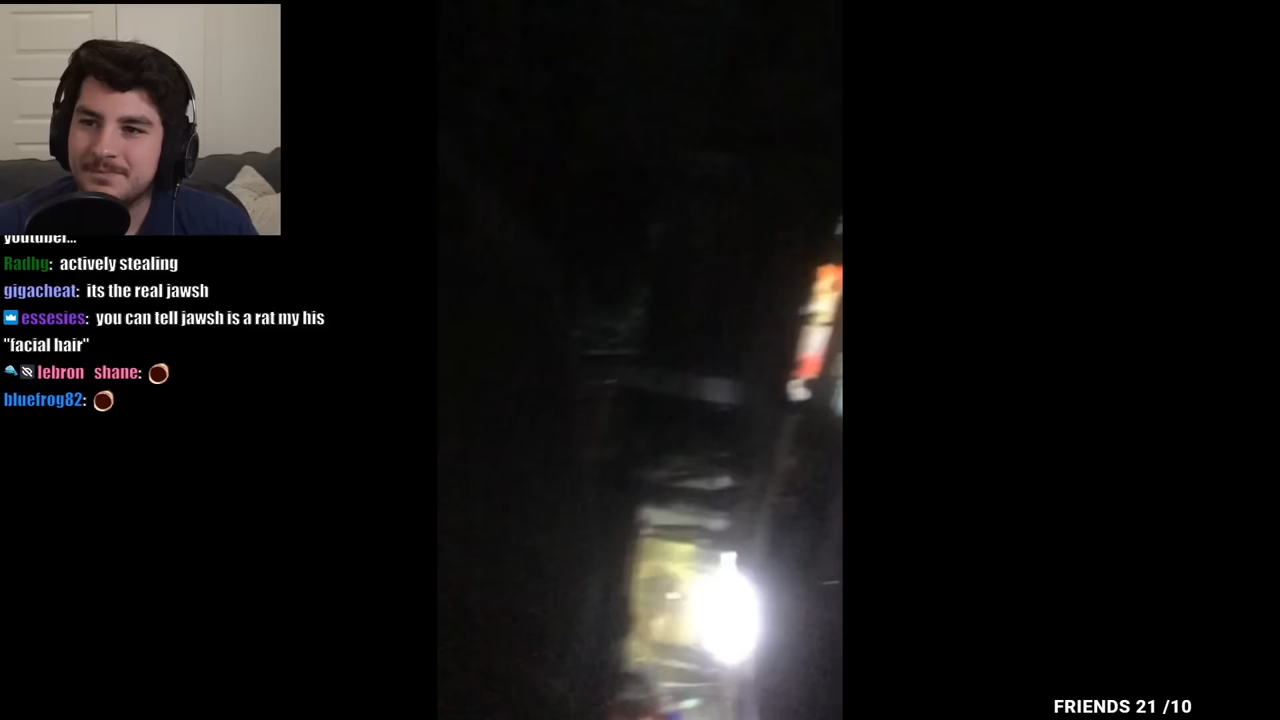 youtuber...
Radhg: actively stealing
gigacheat: its the real jawsh
essesies: you can tell jawsh is a rat my his
"facial hair"
lebron shane:
bluefrog82:
FRIENDS 21 /10